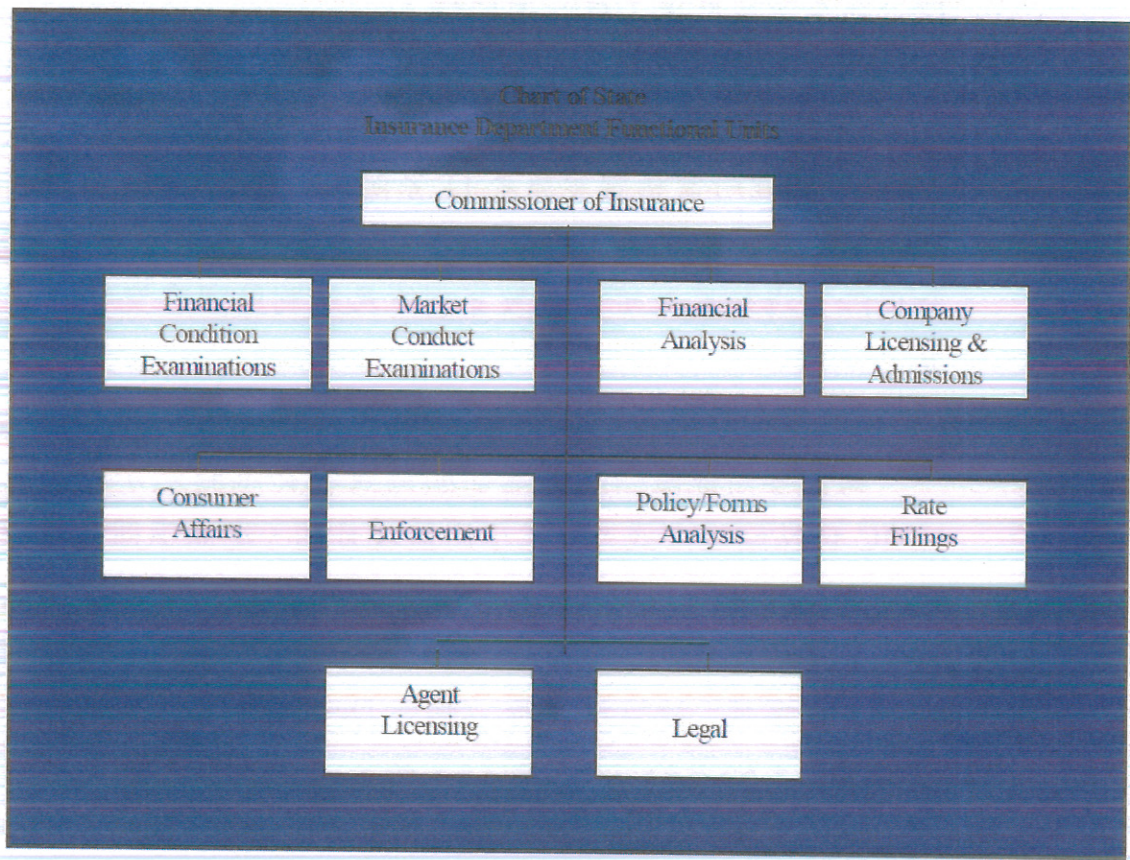 Chart of State
Insurance Department Functional Units
Commissioner of Insurance
Financial
Condition
Examinations
Market
Conduct
Examinations
Financial
Analysis
Company
Licensing &
Admissions
Consumer
Affairs
Enforcement
Policy/Forms
Analysis
Rate
Filings
Agent
Licensing
Legal